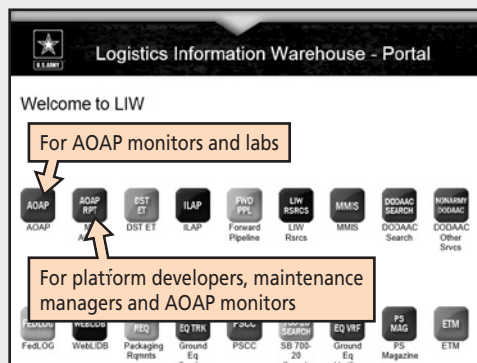 U.S. ARMY
Logistics Information Warehouse - Portal
Welcome to LIW
For AOAP monitors and labs
AOAP
AOAP
RPT
DST
ET
ILAP
FWD
PPL
LIW
RSRCS
MMIS
DODAAC
SEARCH
NONARMY
DODAAC
AOAP
DST ET
ILAP
Forward
Pipeline
LIW
Rsrcs
MMIS
DODAAC
Search
DODAAC
Other
Srvcs
For platform developers, maintenance
managers and AOAP monitors
FEDLOG
WEBLIDB
REQ
EQ TRK
PSCC
SEARCH
EQ VRF
PS
MAG
ETM
FedLOG
WebLIDB
Packaging
Rqmnts
Ground
Eq
PSCC
SB 700-
20
Ground
Eq
PS
Magazine
ETM